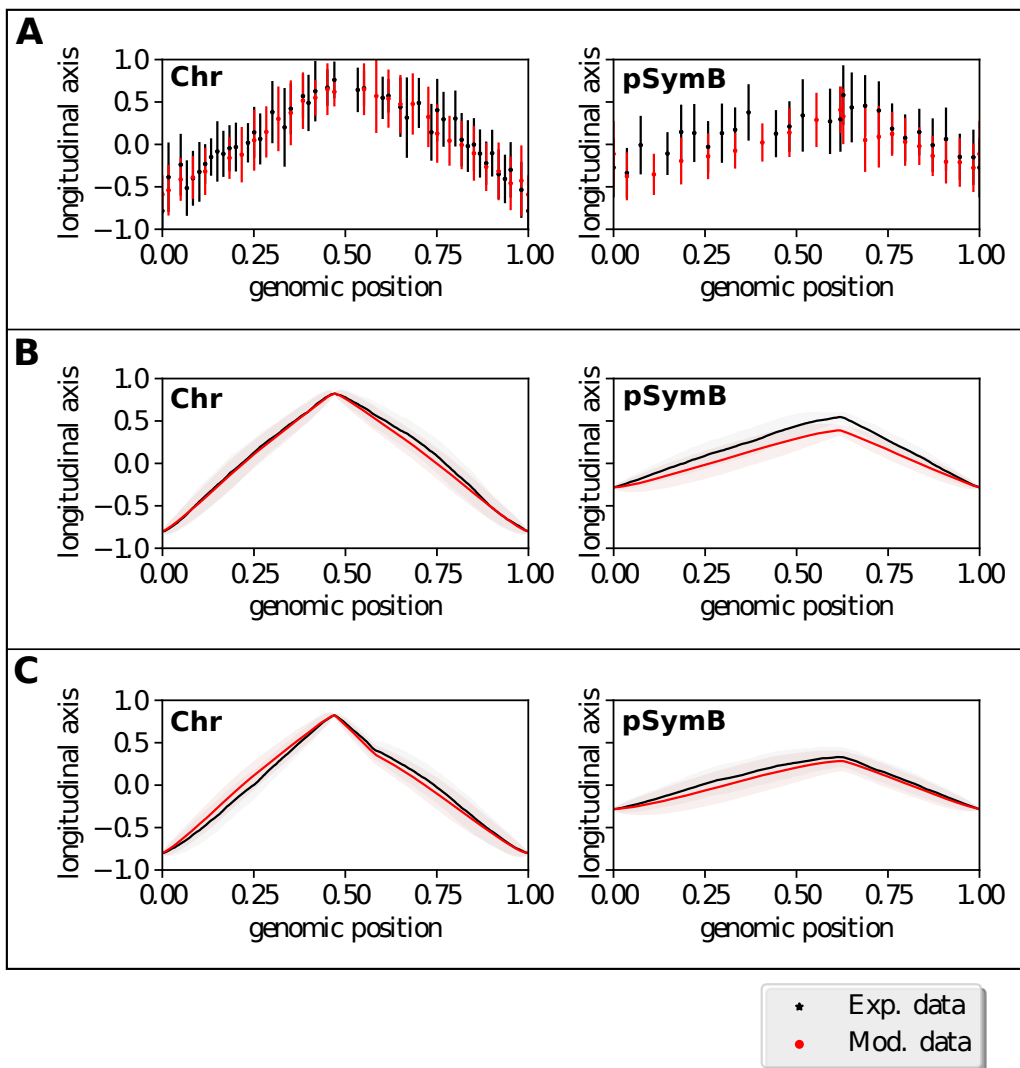 A
Chr
pSymB
longitudinal axis
longitudinal axis
1.0
0.5
0.0
−0.5
−1.0
0.00 0.25 0.50 0.75 1.00
0.00 0.25 0.50 0.75 1.00
genomic position
genomic position
B
Chr
pSymB
longitudinal axis
longitudinal axis
1.0
0.5
0.0
−0.5
−1.0
0.00 0.25 0.50 0.75 1.00
0.00 0.25 0.50 0.75 1.00
genomic position
genomic position
C
Chr
pSymB
longitudinal axis
longitudinal axis
1.0
0.5
0.0
−0.5
−1.0
0.00 0.25 0.50 0.75 1.00
0.00 0.25 0.50 0.75 1.00
genomic position
genomic position
Exp. data
Mod. data